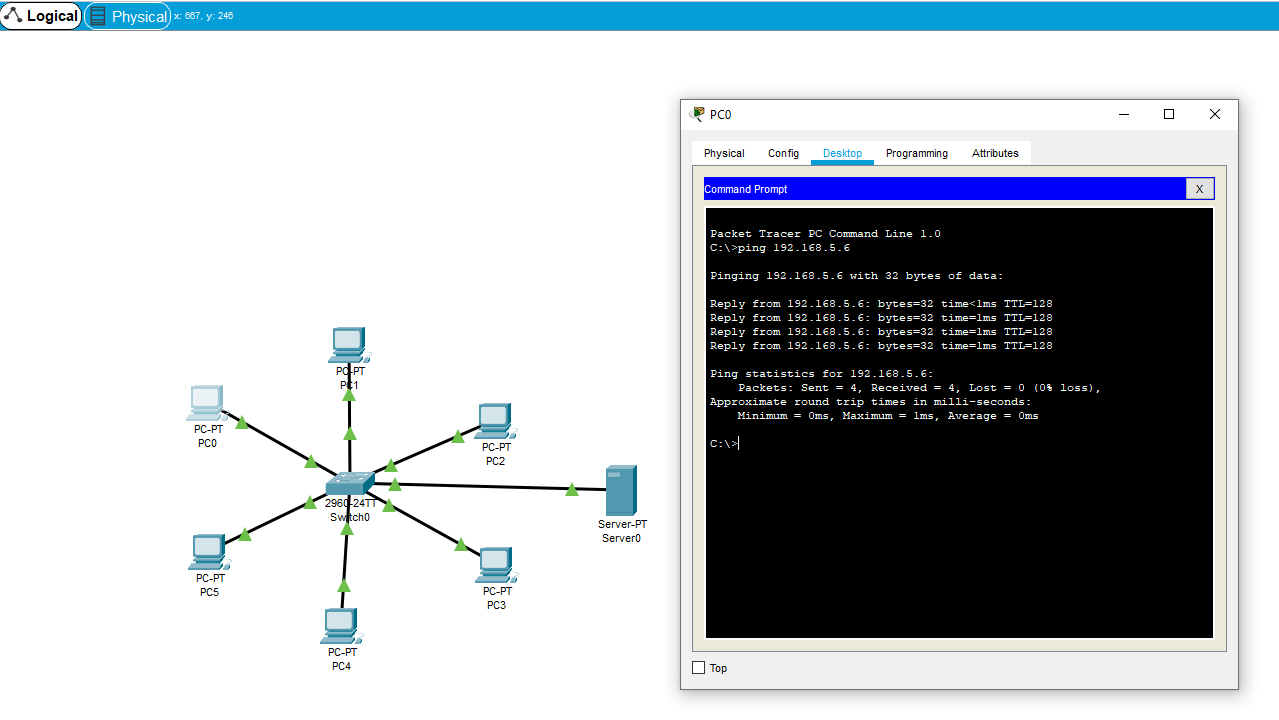 Logical Physical x: 667, y: 246
PC-PT
PC1
PC-PT
PC0
PC-PT
PC2
2960-24TT
Switch0
Server-PT
Server0
PC-PT
PC5
PC-PT
PC3
PC-PT
PC4
PC0
Physical Config Desktop Programming Attributes
Command Prompt X
Packet Tracer PC Command Line 1.0
C:\>ping 192.168.5.6
Pinging 192.168.5.6 with 32 bytes of data:
Reply from 192.168.5.6: bytes=32 time<1ms TTL=128
Reply from 192.168.5.6: bytes=32 time=1ms TTL=128
Reply from 192.168.5.6: bytes=32 time=1ms TTL=128
Reply from 192.168.5.6: bytes=32 time=1ms TTL=128
Ping statistics for 192.168.5.6:
Packets: Sent = 4, Received = 4, Lost = 0 (0% loss),
Approximate round trip times in milli-seconds:
Minimum = 0ms, Maximum = 1ms, Average = 0ms
C:\>
Top